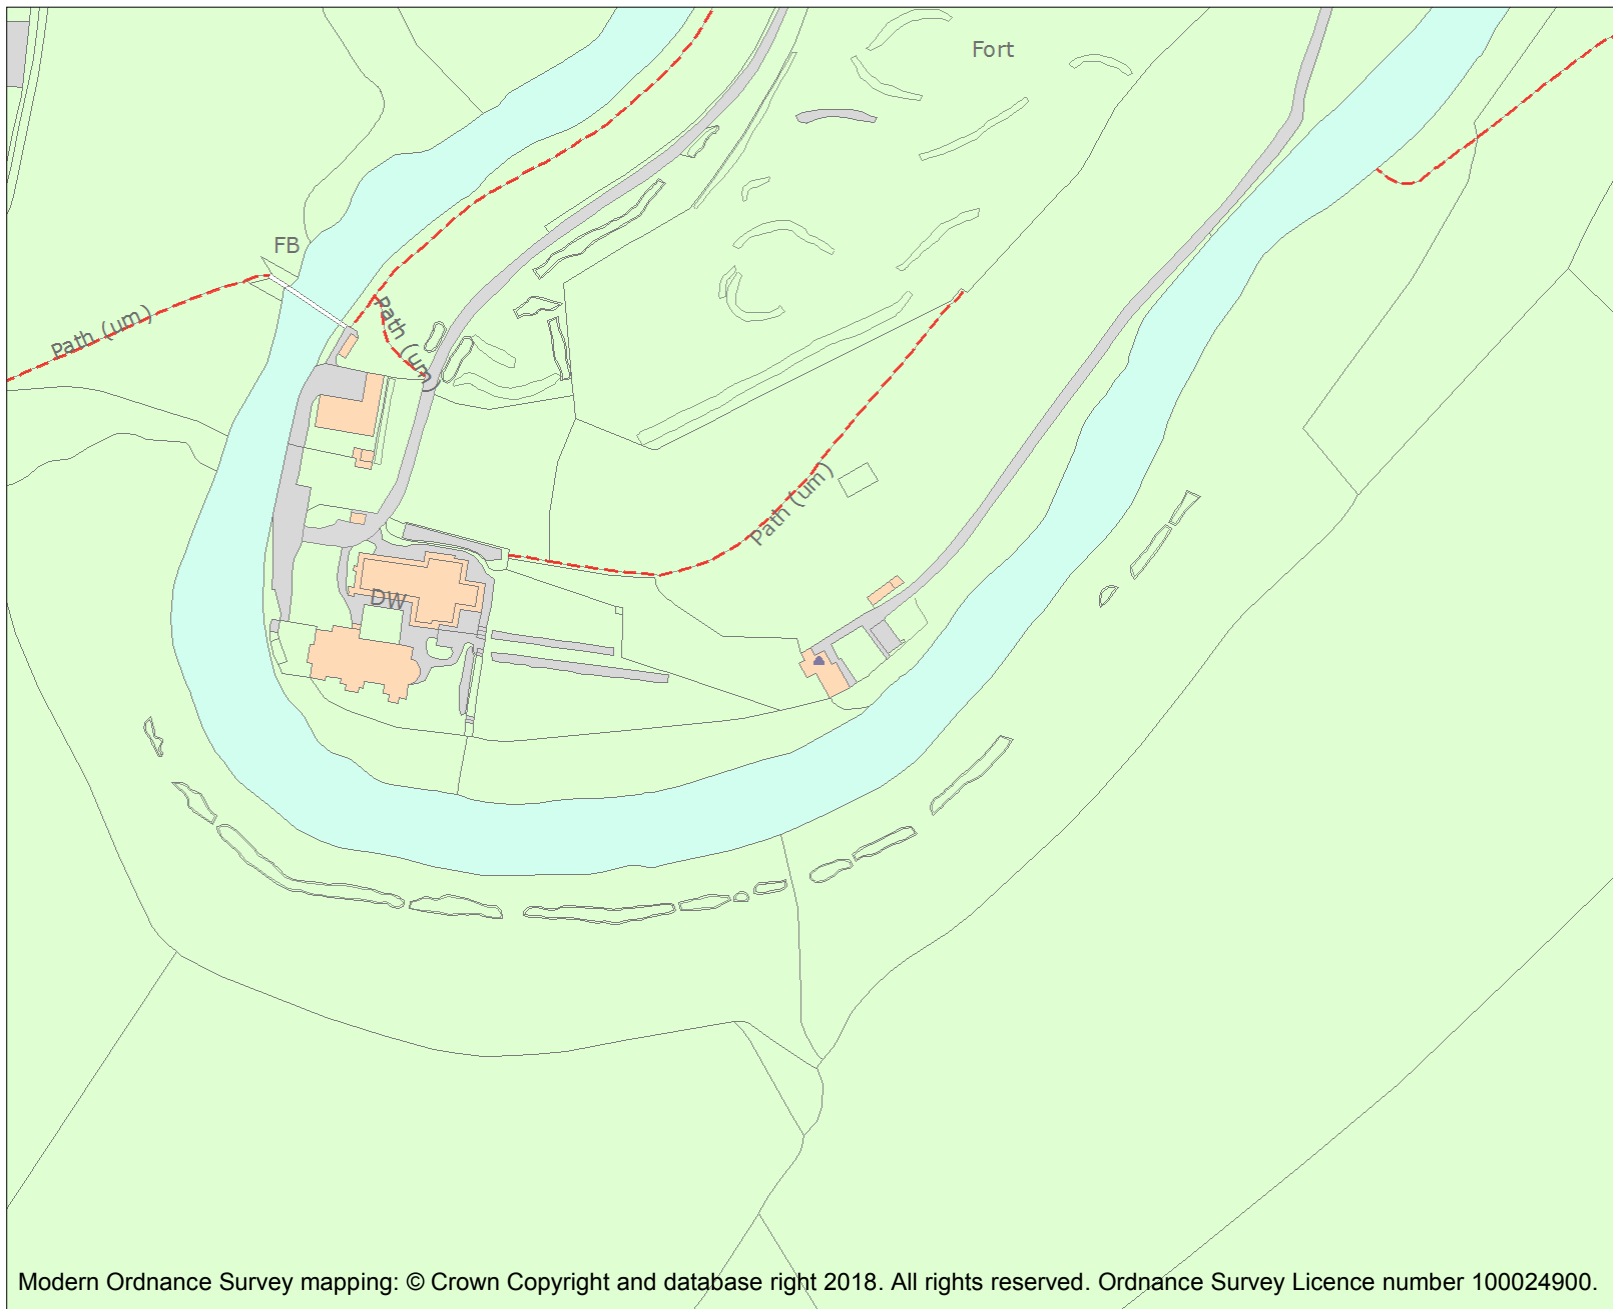 Fort
FB
Path (um)
Path (um)
Path (um)
DW
Modern Ordnance Survey mapping: © Crown Copyright and database right 2018. All rights reserved. Ordnance Survey Licence number 100024900.